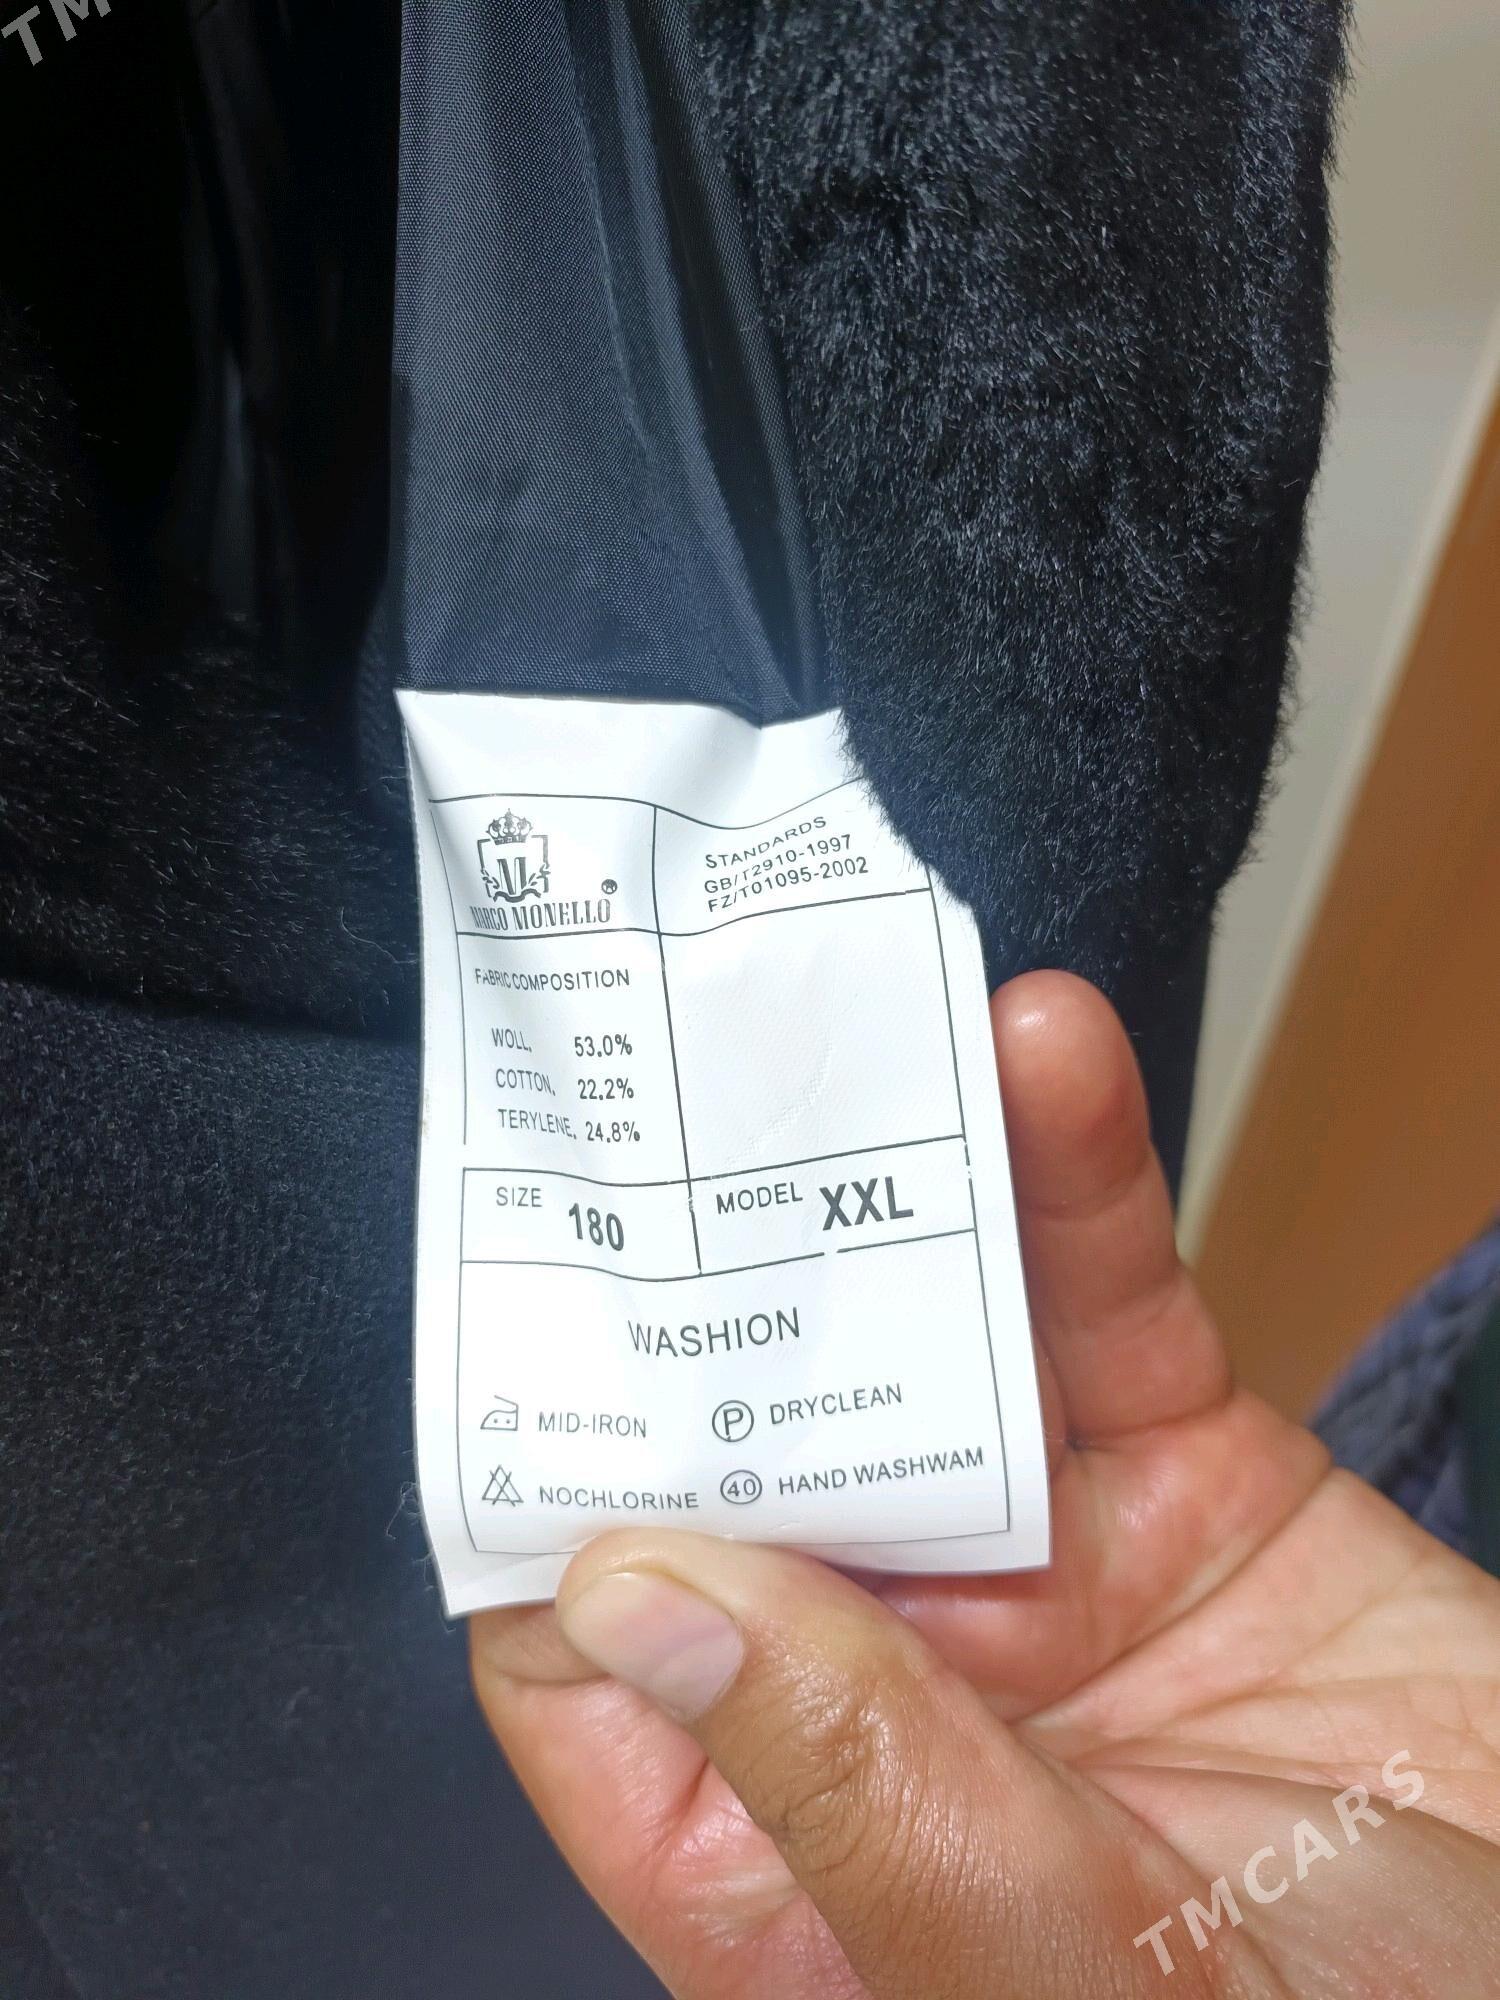 TM
M
MARCO MONELLO ®
STANDARDS
GB/T2910-1997
FZ/T01095-2002
FABRIC COMPOSITION
WOLL. 53.0%
COTTON. 22.2%
TERYLENE. 24.8%
SIZE 180
MODEL XXL
WASHION
MID-IRON
P DRYCLEAN
NOCHLORINE
40 HAND WASHWAM
TMCARS